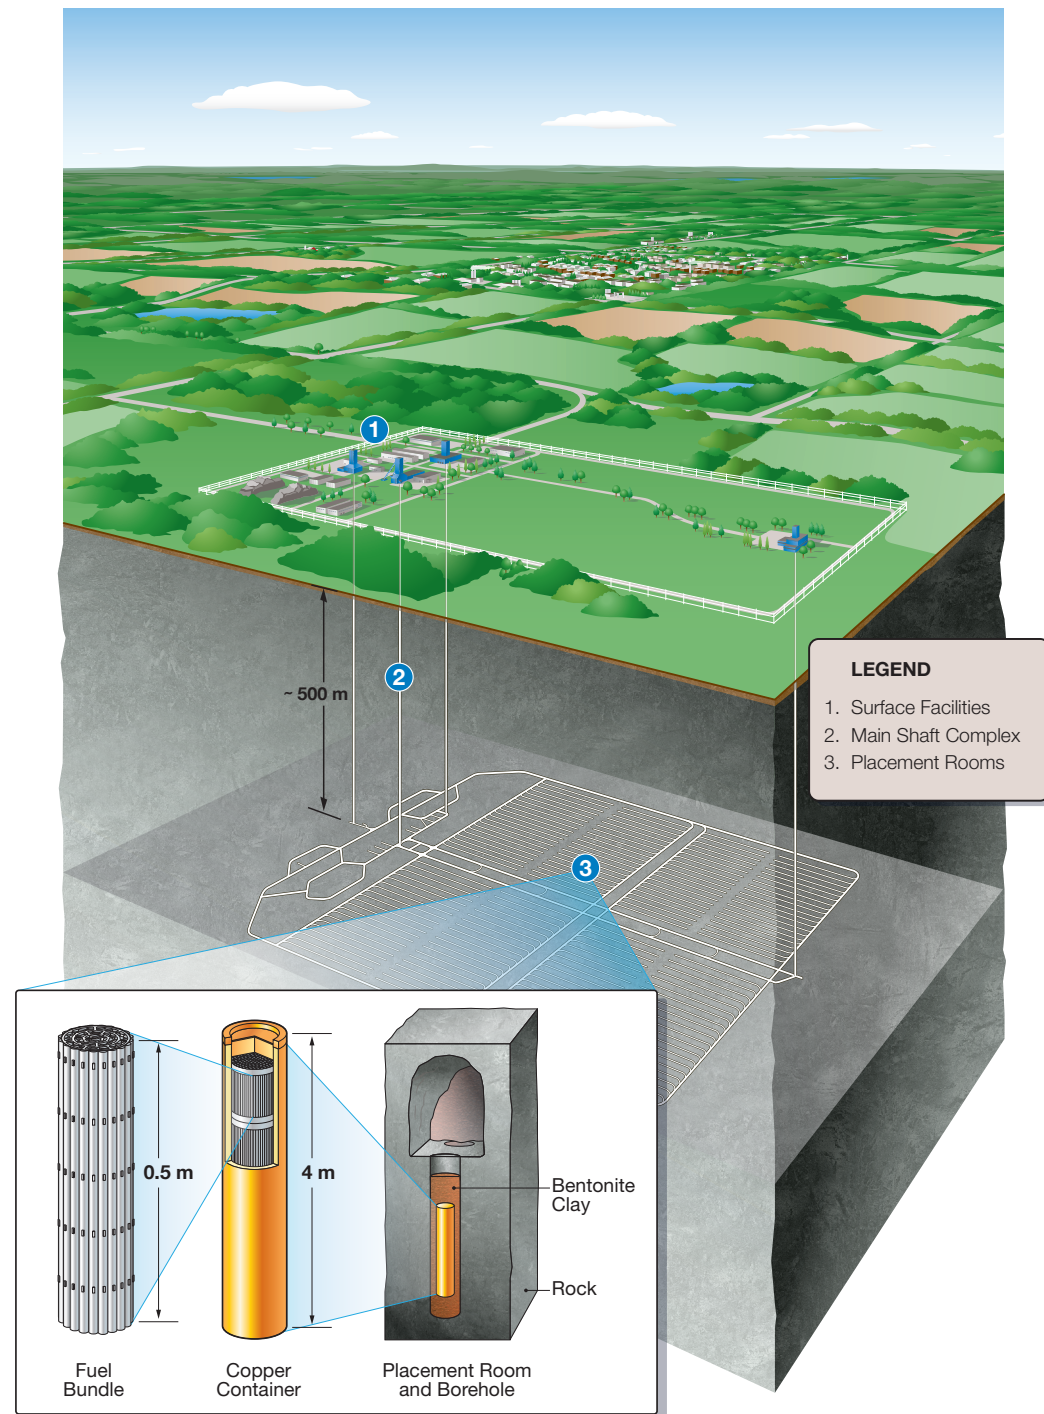 1
2
~ 500 m
LEGEND
1. Surface Facilities
2. Main Shaft Complex
3. Placement Rooms
3
0.5 m
4 m
Bentonite
Clay
Rock
Fuel
Bundle
Copper
Container
Placement Room
and Borehole